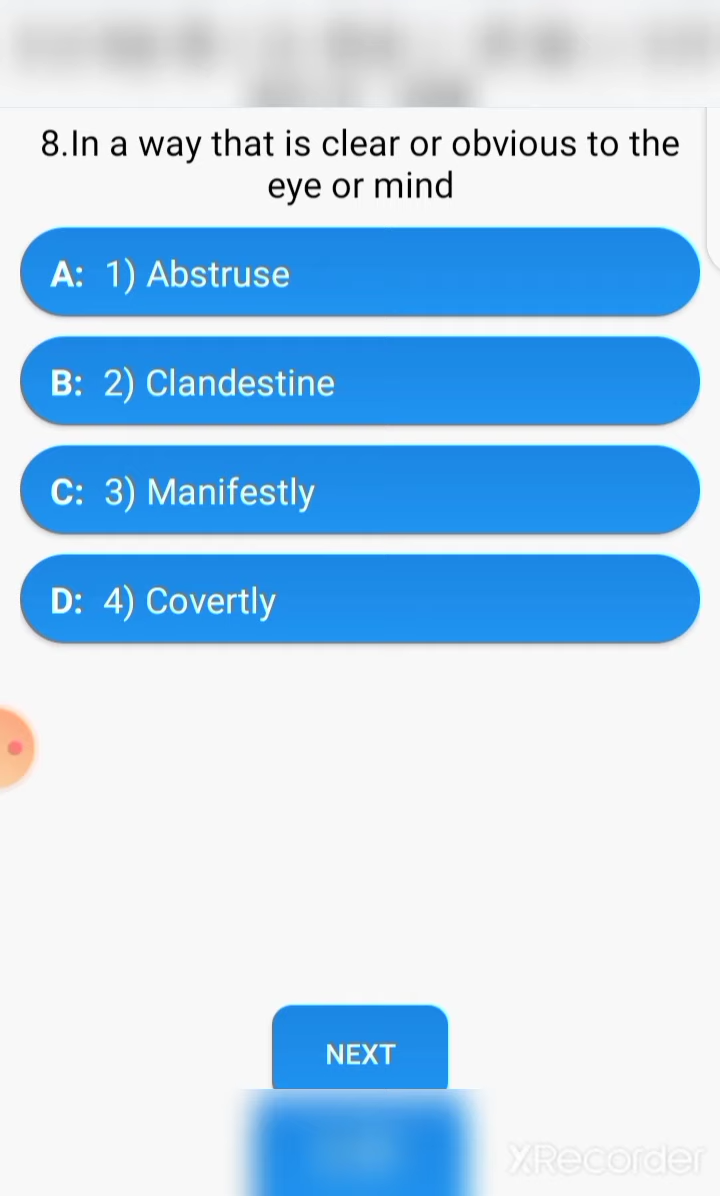 8.In a way that is clear or obvious to the
eye or mind
A: 1) Abstruse
B: 2) Clandestine
C: 3) Manifestly
D: 4) Covertly
NEXT
XRecorder